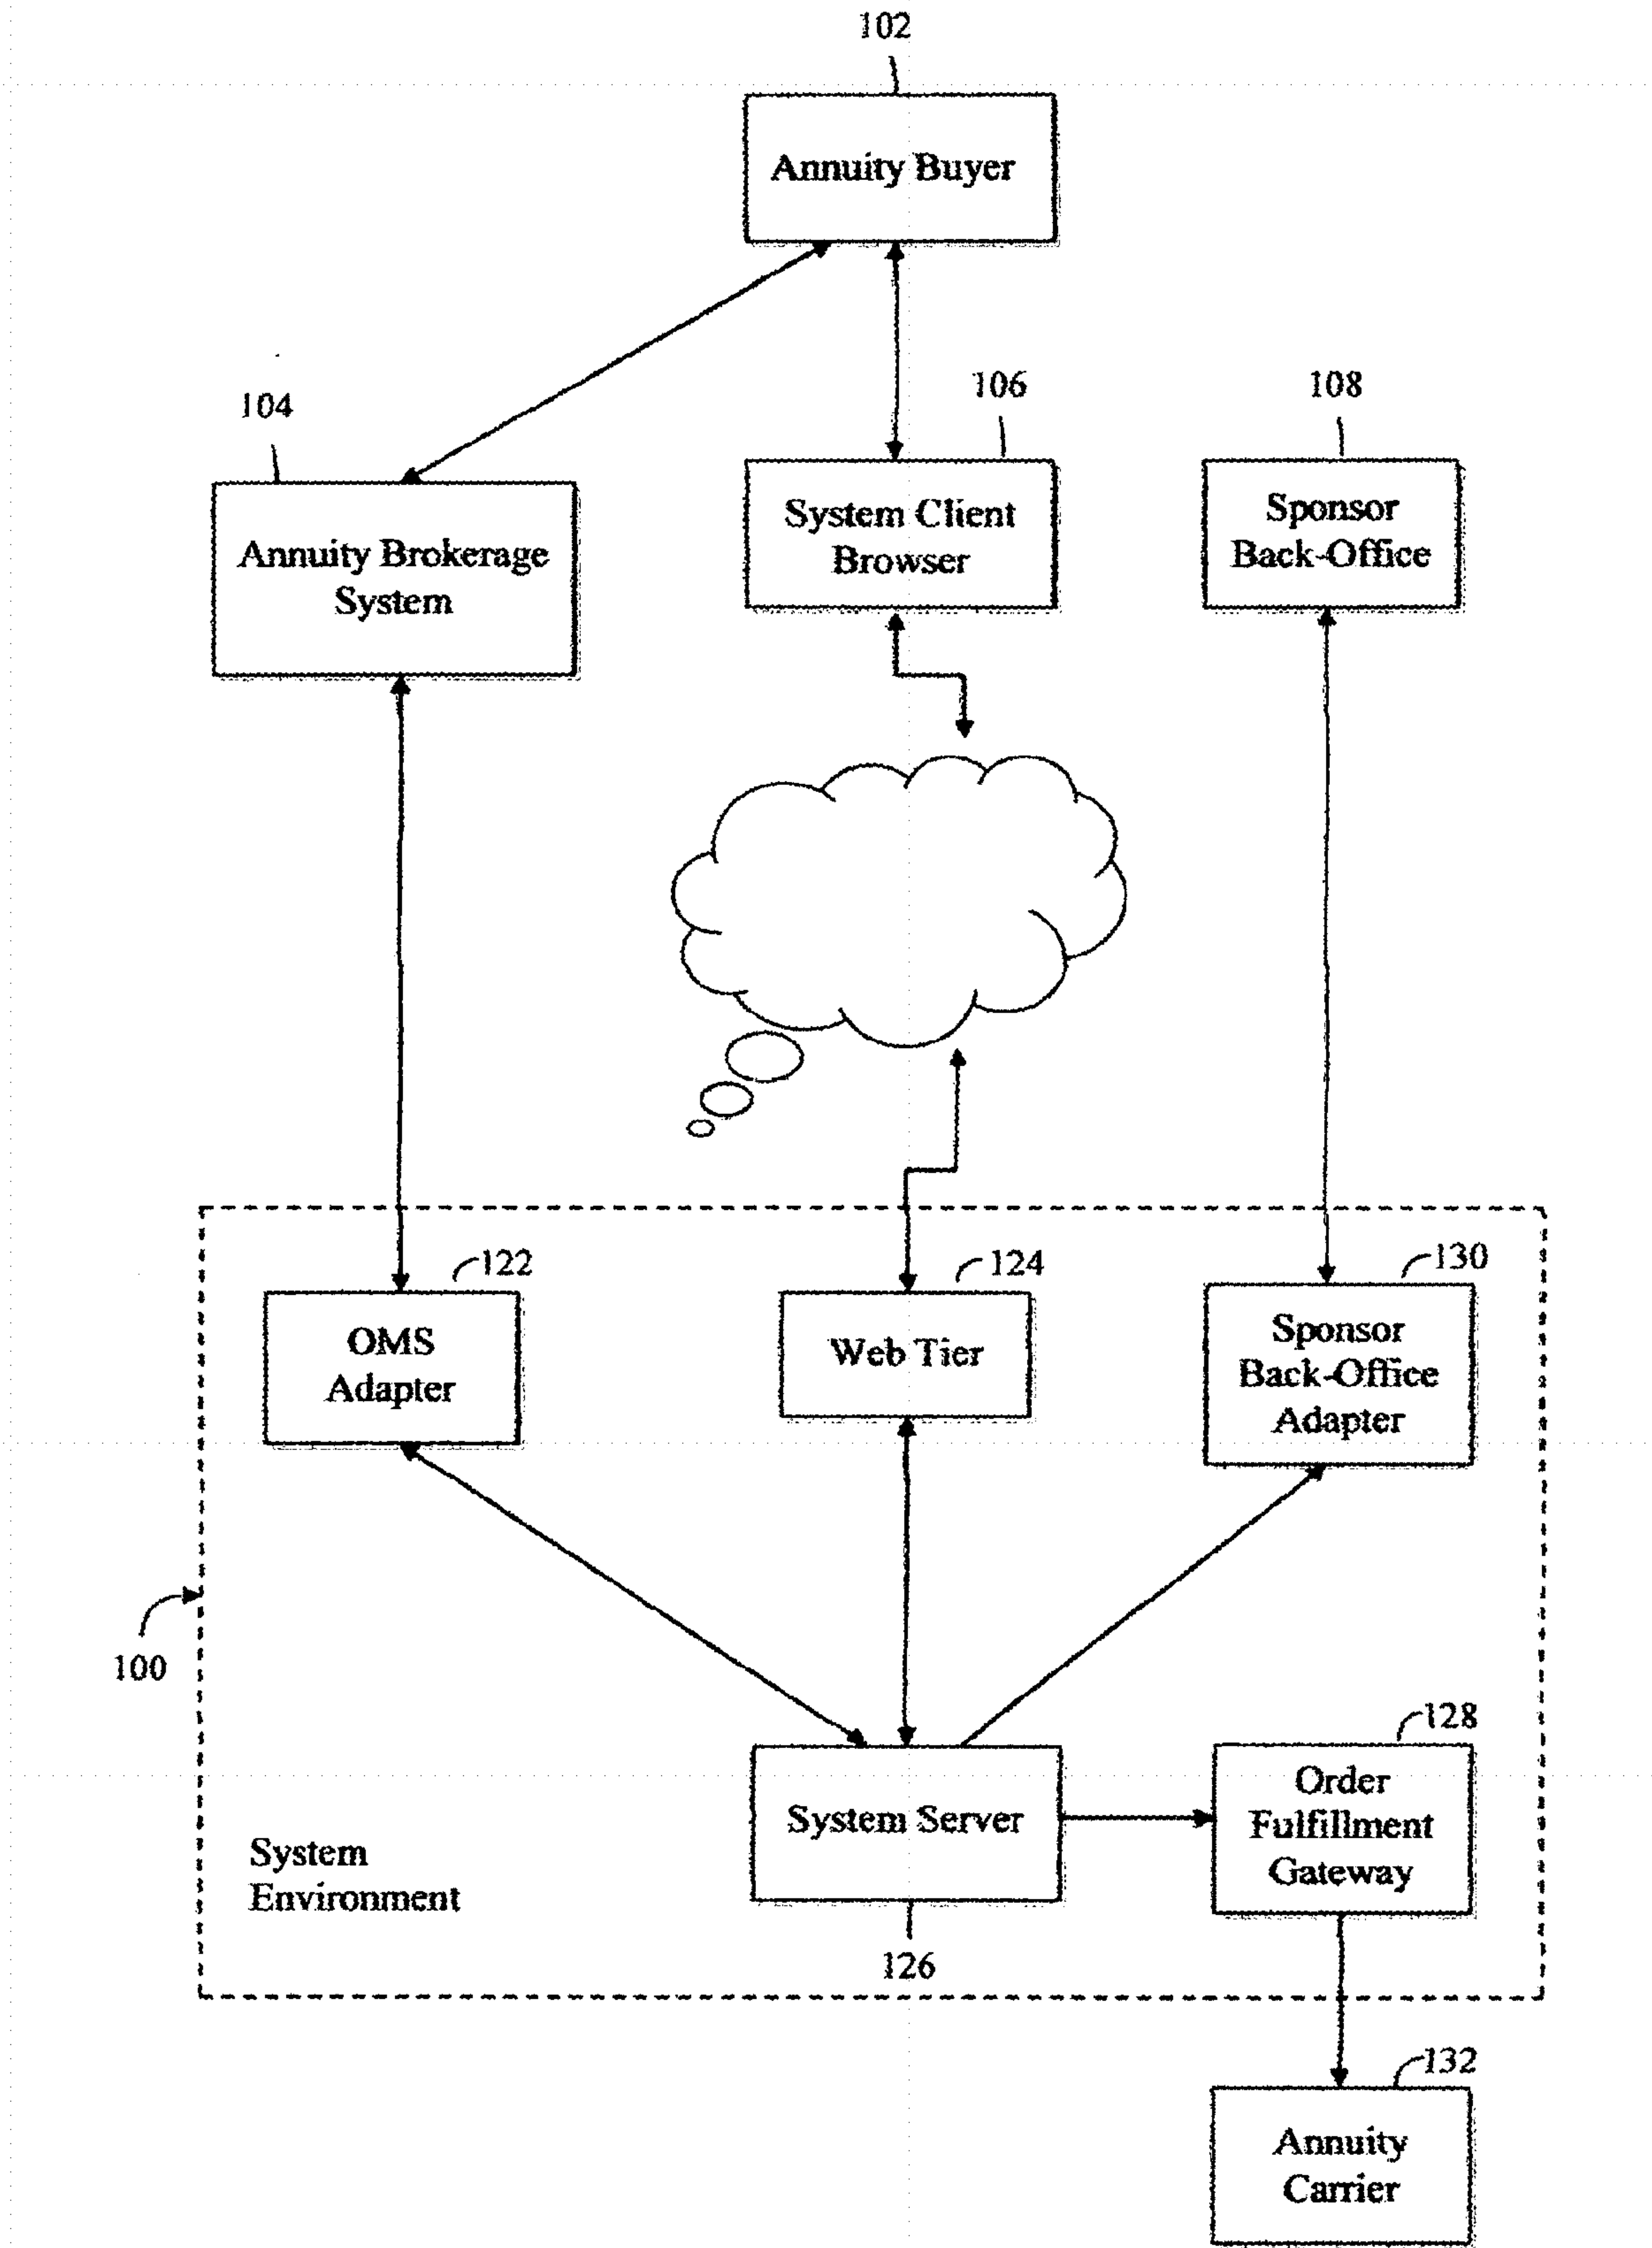 102
Annuity Buyer
104
106
108
Annuity Brokerage
System
System Client
Browser
Sponsor
Back-Office
122
124
130
OMS
Adapter
Web Tier
Sponsor
Back-Office
Adapter
100
System
Environment
System Server
126
128
Order
Fulfillment
Gateway
132
Annuity
Carrier